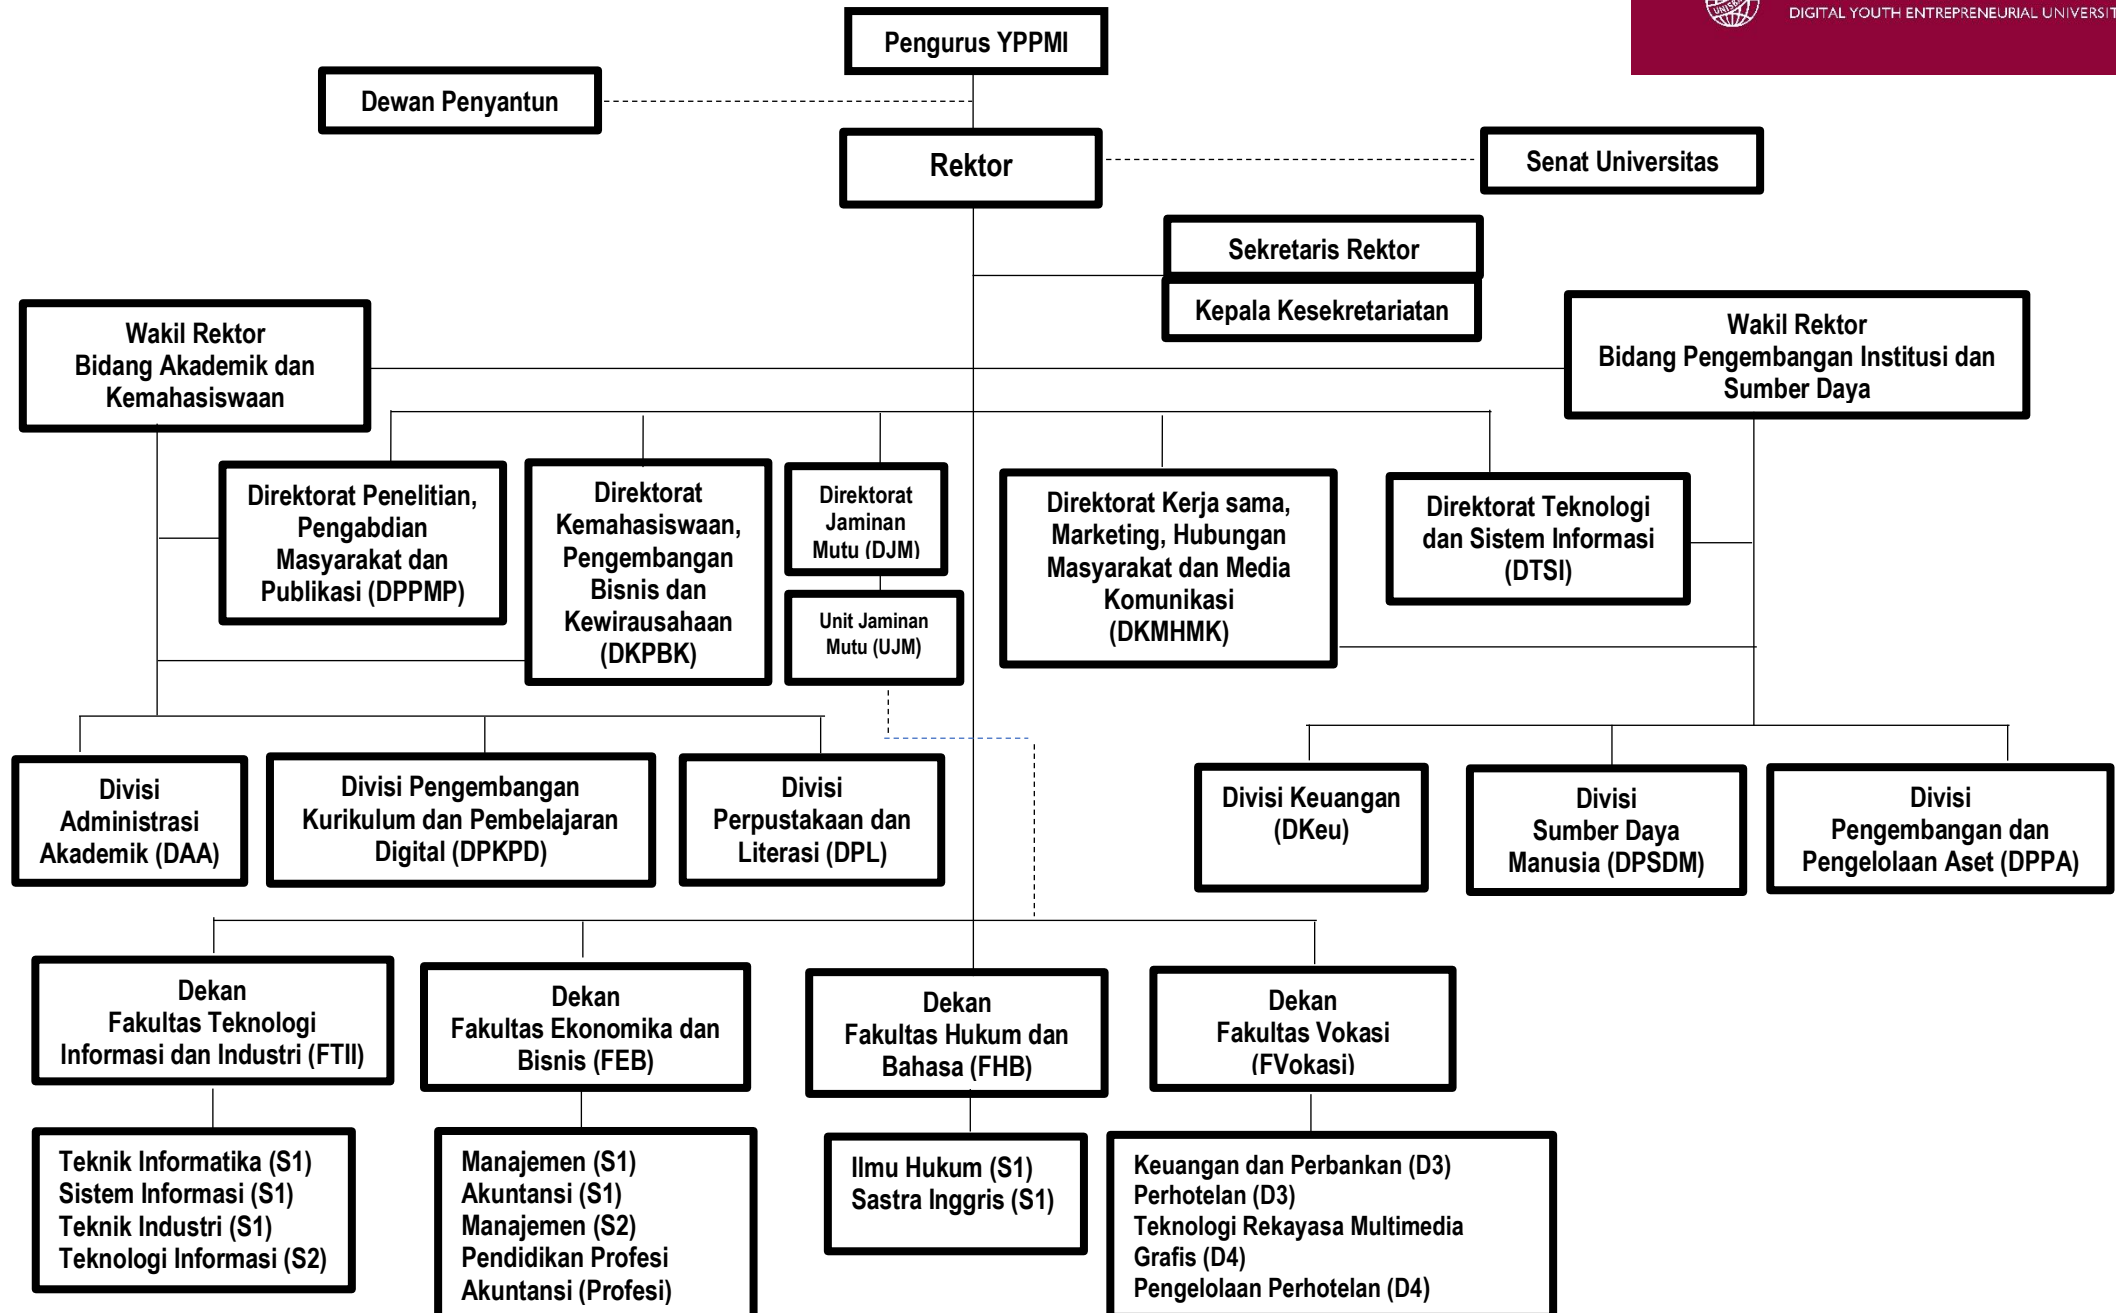 DIGITAL YOUTH ENTREPRENEURIAL UNIVERSIT
Pengurus YPPMI
Dewan Penyantun
Rektor
Senat Universitas
Sekretaris Rektor
Kepala Kesekretariatan
Wakil Rektor
Bidang Akademik dan
Kemahasiswaan
Wakil Rektor
Bidang Pengembangan Institusi dan
Sumber Daya
Direktorat Penelitian,
Pengabdian
Masyarakat dan
Publikasi (DPPMP)
Direktorat
Kemahasiswaan,
Pengembangan
Bisnis dan
Kewirausahaan
(DKPBK)
Direktorat
Jaminan
Mutu (DJM)
Unit Jaminan
Mutu (UJM)
Direktorat Kerja sama,
Marketing, Hubungan
Masyarakat dan Media
Komunikasi
(DKMHMK)
Direktorat Teknologi
dan Sistem Informasi
(DTSI)
Divisi
Administrasi
Akademik (DAA)
Divisi Pengembangan
Kurikulum dan Pembelajaran
Digital (DPKPD)
Divisi
Perpustakaan dan
Literasi (DPL)
Divisi Keuangan
(DKeu)
Divisi
Sumber Daya
Manusia (DPSDM)
Divisi
Pengembangan dan
Pengelolaan Aset (DPPA)
Dekan
Fakultas Teknologi
Informasi dan Industri (FTII)
Dekan
Fakultas Ekonomika dan
Bisnis (FEB)
Dekan
Fakultas Hukum dan
Bahasa (FHB)
Dekan
Fakultas Vokasi
(FVokasi)
Teknik Informatika (S1)
Sistem Informasi (S1)
Teknik Industri (S1)
Teknologi Informasi (S2)
Manajemen (S1)
Akuntansi (S1)
Manajemen (S2)
Pendidikan Profesi
Akuntansi (Profesi)
Ilmu Hukum (S1)
Sastra Inggris (S1)
Keuangan dan Perbankan (D3)
Perhotelan (D3)
Teknologi Rekayasa Multimedia
Grafis (D4)
Pengelolaan Perhotelan (D4)